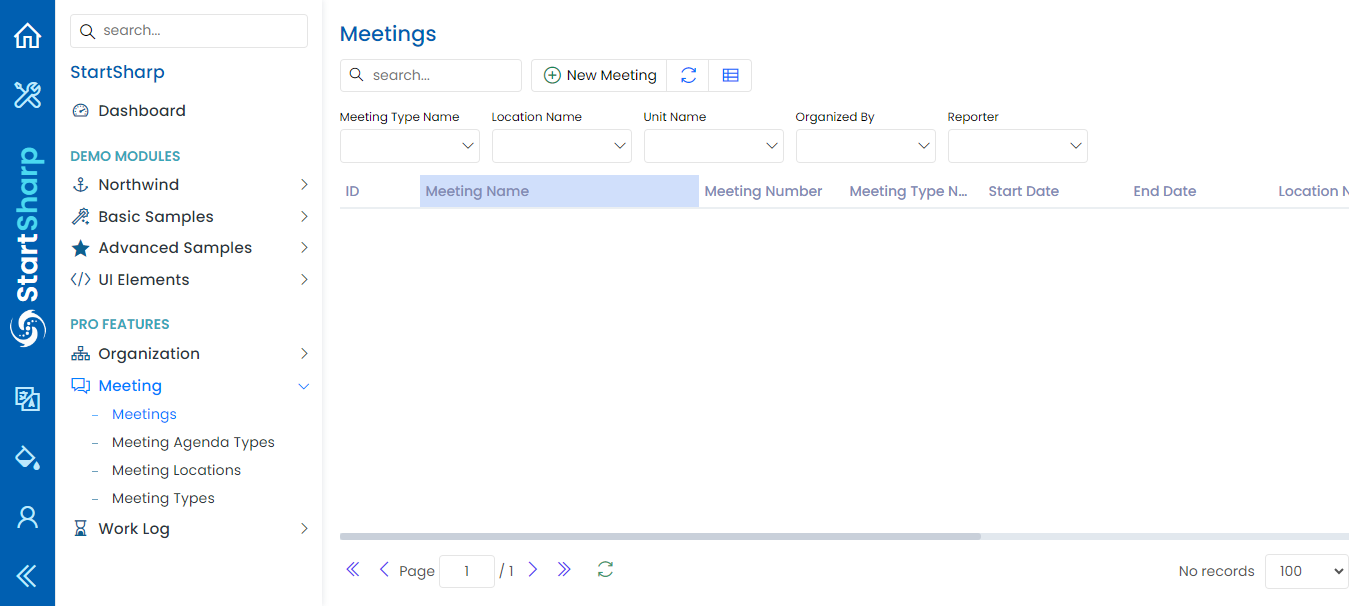 StartSharp
search...
StartSharp
Dashboard
DEMO MODULES
Northwind
Basic Samples
Advanced Samples
UI Elements
PRO FEATURES
Organization
Meeting
– Meetings
– Meeting Agenda Types
– Meeting Locations
– Meeting Types
Work Log
Meetings
search...
New Meeting
Meeting Type Name Location Name Unit Name Organized By Reporter
ID Meeting Name Meeting Number Meeting Type N... Start Date End Date Location N
Page 1 / 1
No records 100